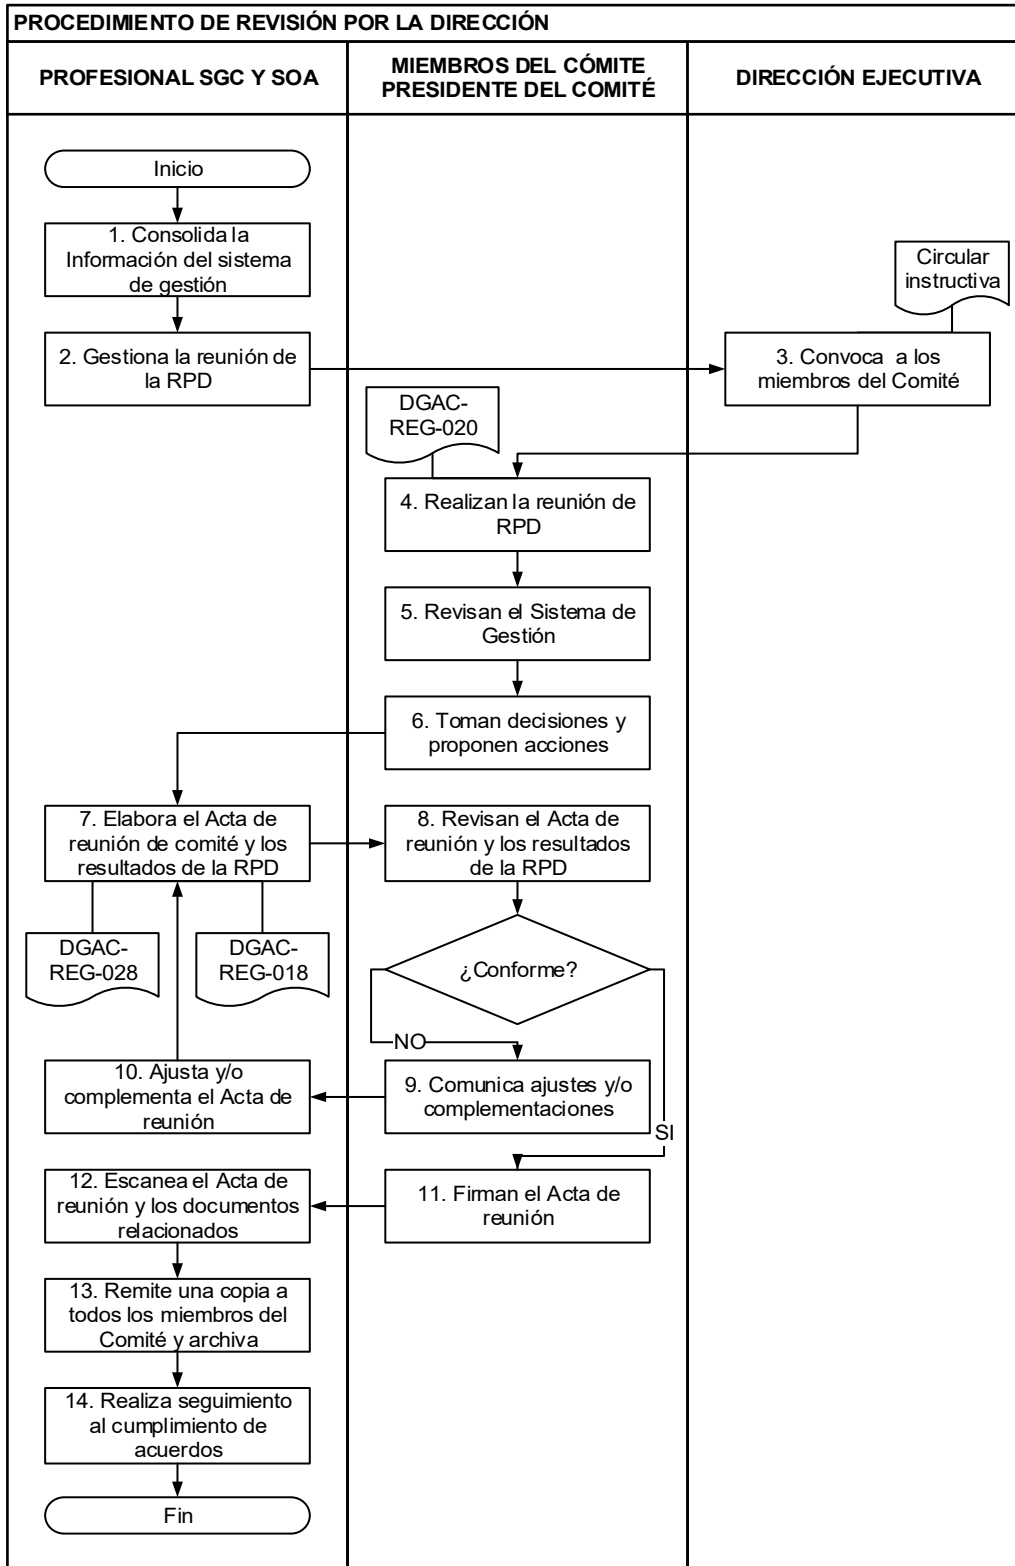 PROCEDIMIENTO DE REVISIÓN POR LA DIRECCIÓN
PROFESIONAL SGC Y SOA
MIEMBROS DEL CÓMITE
PRESIDENTE DEL COMITÉ
DIRECCIÓN EJECUTIVA
Inicio
1. Consolida la
Información del sistema
de gestión
Circular
instructiva
2. Gestiona la reunión de
la RPD
3. Convoca a los
miembros del Comité
DGAC-
REG-020
4. Realizan la reunión de
RPD
5. Revisan el Sistema de
Gestión
6. Toman decisiones y
proponen acciones
7. Elabora el Acta de
reunión de comité y los
resultados de la RPD
8. Revisan el Acta de
reunión y los resultados
de la RPD
DGAC-
REG-028
DGAC-
REG-018
¿Conforme?
NO
10. Ajusta y/o
complementa el Acta de
reunión
9. Comunica ajustes y/o
complementaciones
SI
12. Escanea el Acta de
reunión y los documentos
relacionados
11. Firman el Acta de
reunión
13. Remite una copia a
todos los miembros del
Comité y archiva
14. Realiza seguimiento
al cumplimiento de
acuerdos
Fin